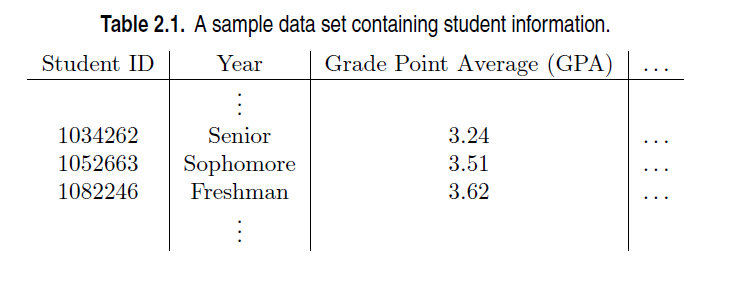 Table 2.1. A sample data set containing student information.
Student ID Year Grade Point Average (GPA) ...
⋮
1034262 Senior 3.24 ...
1052663 Sophomore 3.51 ...
1082246 Freshman 3.62 ...
⋮